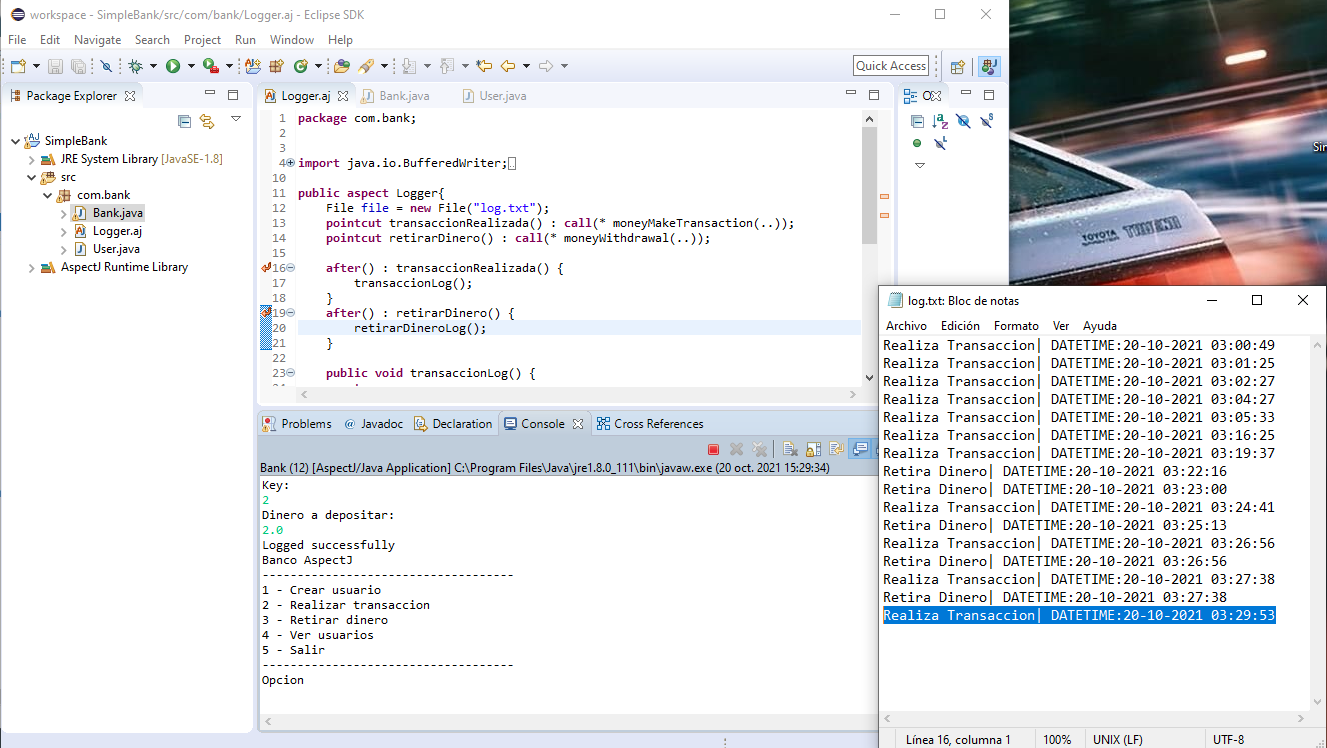 workspace - SimpleBank/src/com/bank/Logger.aj - Eclipse SDK
File Edit Navigate Search Project Run Window Help
Quick Access
Package Explorer
SimpleBank
JRE System Library [JavaSE-1.8]
src
com.bank
Bank.java
Logger.aj
User.java
AspectJ Runtime Library
Logger.aj Bank.java User.java
1 package com.bank;
2
3
4 import java.io.BufferedWriter;
10
11 public aspect Logger{
12 File file = new File("log.txt");
13 pointcut transaccionRealizada() : call(* moneyMakeTransaction(..));
14 pointcut retirarDinero() : call(* moneyWithdrawal(..));
15
16 after() : transaccionRealizada() {
17 transaccionLog();
18 }
19 after() : retirarDinero() {
20 retirarDineroLog();
21 }
22
23 public void transaccionLog() {
Problems Javadoc Declaration Console Cross References
Bank (12) [AspectJ/Java Application] C:\Program Files\Java\jre1.8.0_111\bin\javaw.exe (20 oct. 2021 15:29:34)
Key:
2
Dinero a depositar:
2.0
Logged successfully
Banco AspectJ
------------------------------------
1 - Crear usuario
2 - Realizar transaccion
3 - Retirar dinero
4 - Ver usuarios
5 - Salir
------------------------------------
Opcion
TOYOTA
log.txt: Bloc de notas
Archivo Edición Formato Ver Ayuda
Realiza Transaccion| DATETIME:20-10-2021 03:00:49
Realiza Transaccion| DATETIME:20-10-2021 03:01:25
Realiza Transaccion| DATETIME:20-10-2021 03:02:27
Realiza Transaccion| DATETIME:20-10-2021 03:04:27
Realiza Transaccion| DATETIME:20-10-2021 03:05:33
Realiza Transaccion| DATETIME:20-10-2021 03:16:25
Realiza Transaccion| DATETIME:20-10-2021 03:19:37
Retira Dinero| DATETIME:20-10-2021 03:22:16
Retira Dinero| DATETIME:20-10-2021 03:23:00
Realiza Transaccion| DATETIME:20-10-2021 03:24:41
Retira Dinero| DATETIME:20-10-2021 03:25:13
Realiza Transaccion| DATETIME:20-10-2021 03:26:56
Retira Dinero| DATETIME:20-10-2021 03:26:56
Realiza Transaccion| DATETIME:20-10-2021 03:27:38
Retira Dinero| DATETIME:20-10-2021 03:27:38
Realiza Transaccion| DATETIME:20-10-2021 03:29:53
Línea 16, columna 1 100% UNIX (LF) UTF-8